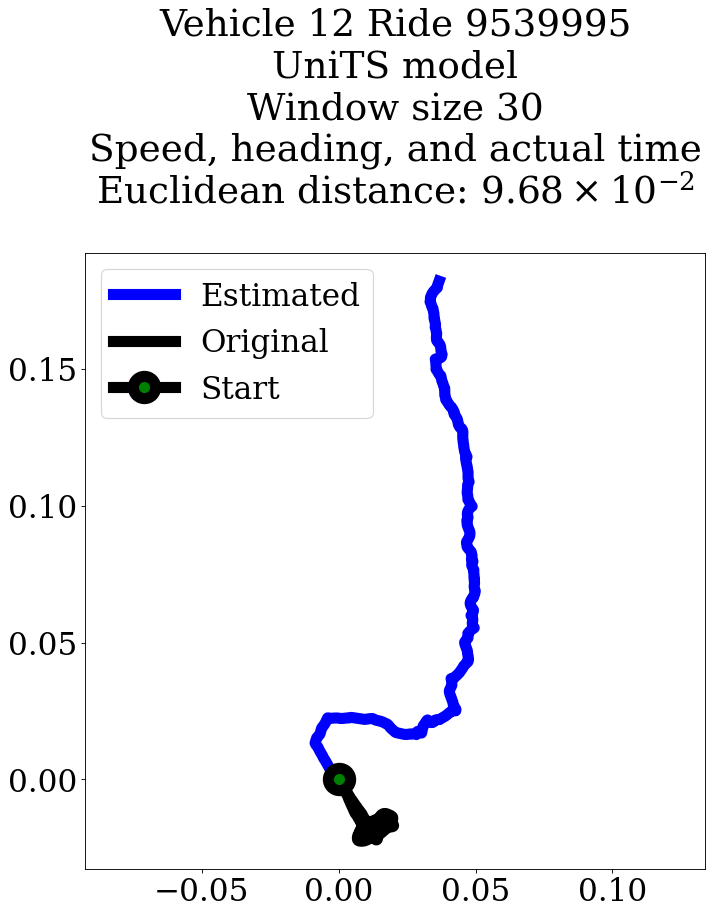 Vehicle 12 Ride 9539995
UniTS model
Window size 30
Speed, heading, and actual time
Euclidean distance: 9.68 × 10⁻²
Estimated
Original
Start
0.15
0.10
0.05
0.00
−0.05 0.00 0.05 0.10